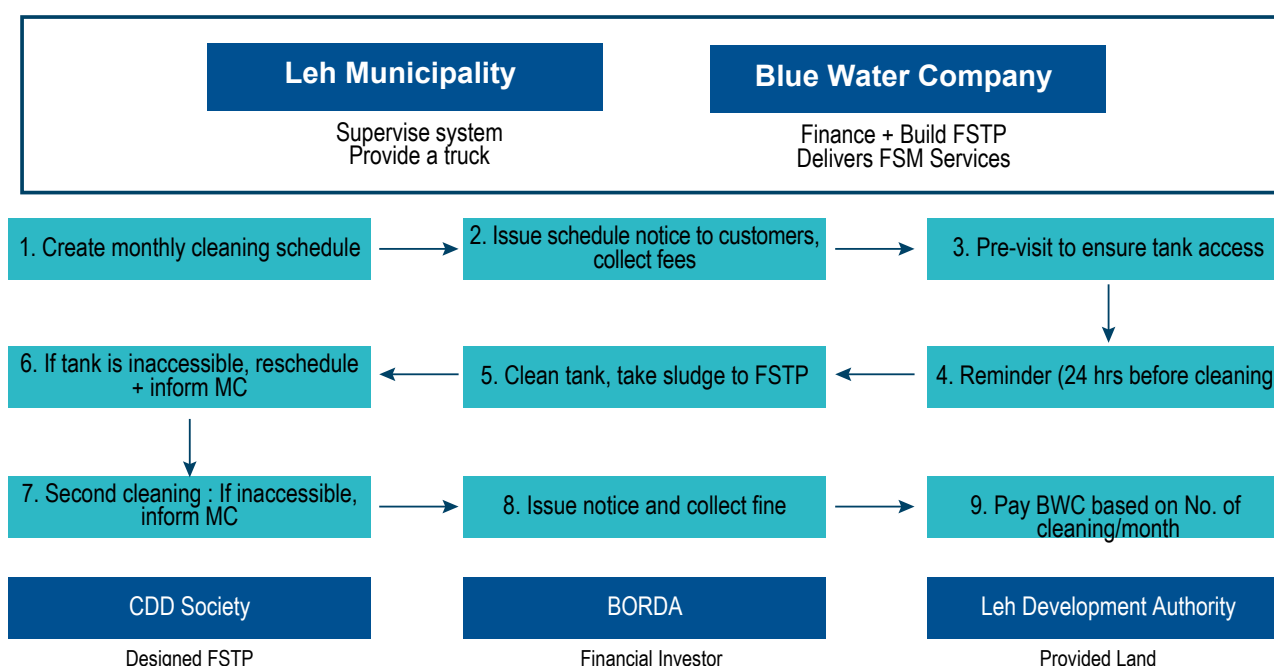 Leh Municipality
Supervise system
Provide a truck
Blue Water Company
Finance + Build FSTP
Delivers FSM Services
1. Create monthly cleaning schedule
2. Issue schedule notice to customers,
collect fees
3. Pre-visit to ensure tank access
6. If tank is inaccessible, reschedule
+ inform MC
5. Clean tank, take sludge to FSTP
4. Reminder (24 hrs before cleaning
7. Second cleaning : If inaccessible,
inform MC
8. Issue notice and collect fine
9. Pay BWC based on No. of
cleaning/month
CDD Society
Designed FSTP
BORDA
Financial Investor
Leh Development Authority
Provided Land